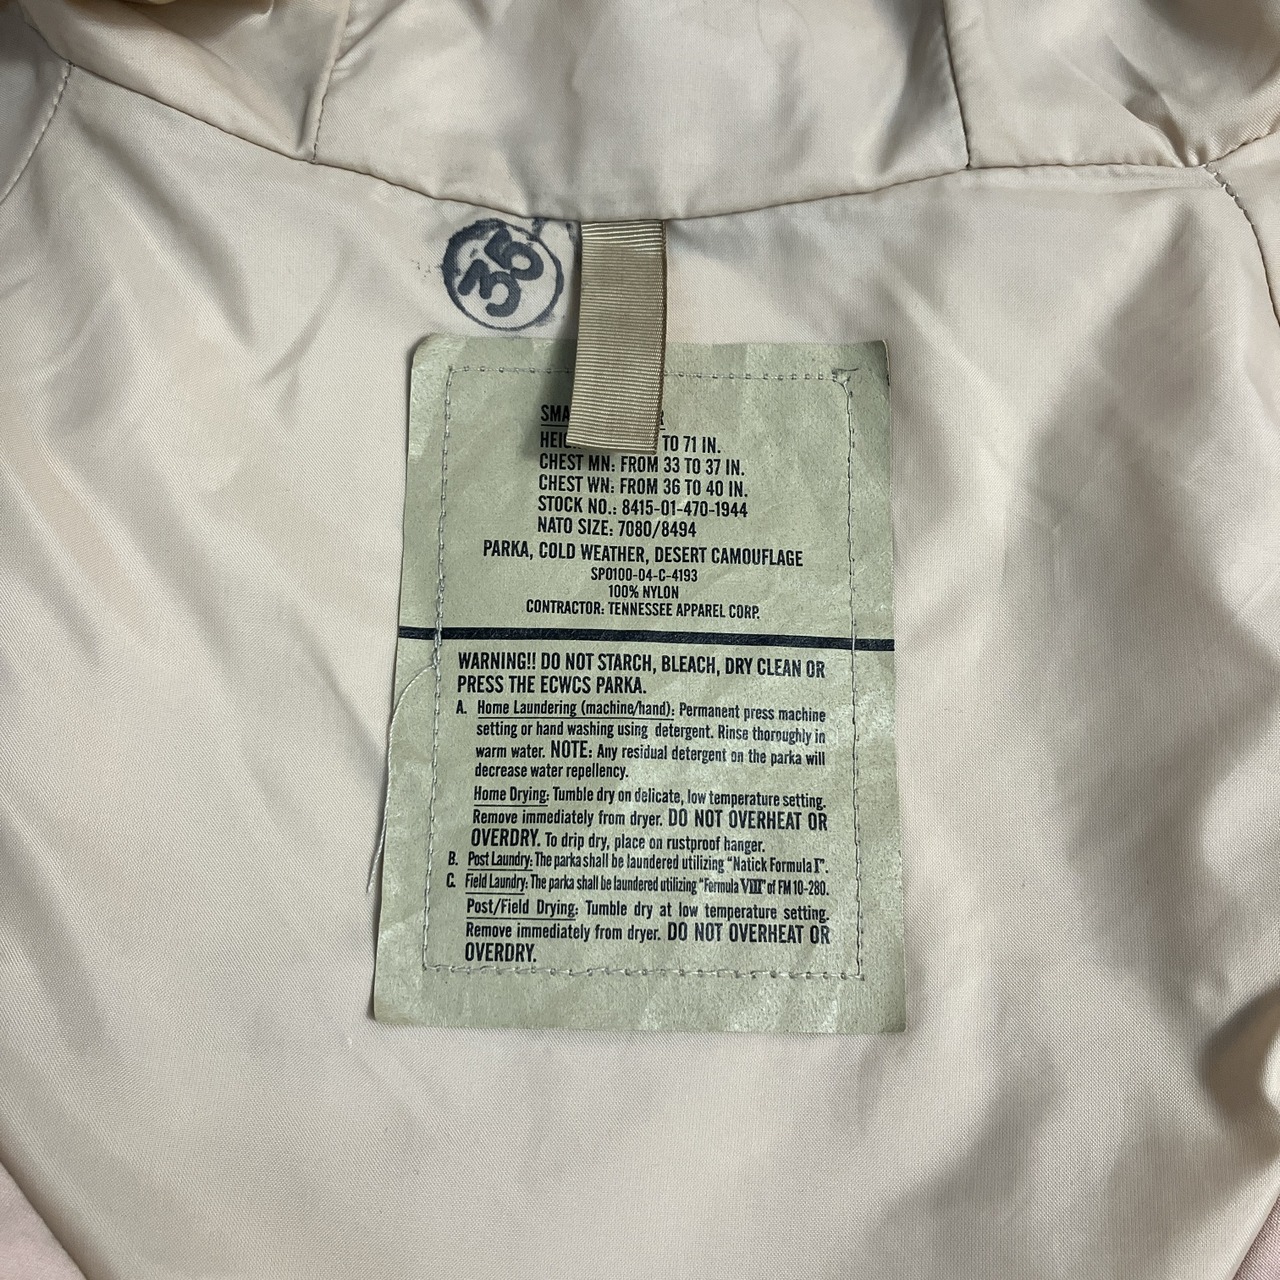 35
SMA R
HEI TO 71 IN.
CHEST MN: FROM 33 TO 37 IN.
CHEST WN: FROM 36 TO 40 IN.
STOCK NO.: 8415-01-470-1944
NATO SIZE: 7080/8494
PARKA, COLD WEATHER, DESERT CAMOUFLAGE
SP0100-04-C-4193
100% NYLON
CONTRACTOR: TENNESSEE APPAREL CORP.
WARNING!! DO NOT STARCH, BLEACH, DRY CLEAN OR
PRESS THE ECWCS PARKA.
A. Home Laundering (machine/hand): Permanent press machine
setting or hand washing using detergent. Rinse thoroughly in
warm water. NOTE: Any residual detergent on the parka will
decrease water repellency.
Home Drying: Tumble dry on delicate, low temperature setting.
Remove immediately from dryer. DO NOT OVERHEAT OR
OVERDRY. To drip dry, place on rustproof hanger.
B. Post Laundry: The parka shall be laundered utilizing "Natick Formula I".
C. Field Laundry: The parka shall be laundered utilizing "Formula VIII" of FM 10-280.
Post/Field Drying: Tumble dry at low temperature setting.
Remove immediately from dryer. DO NOT OVERHEAT OR
OVERDRY.